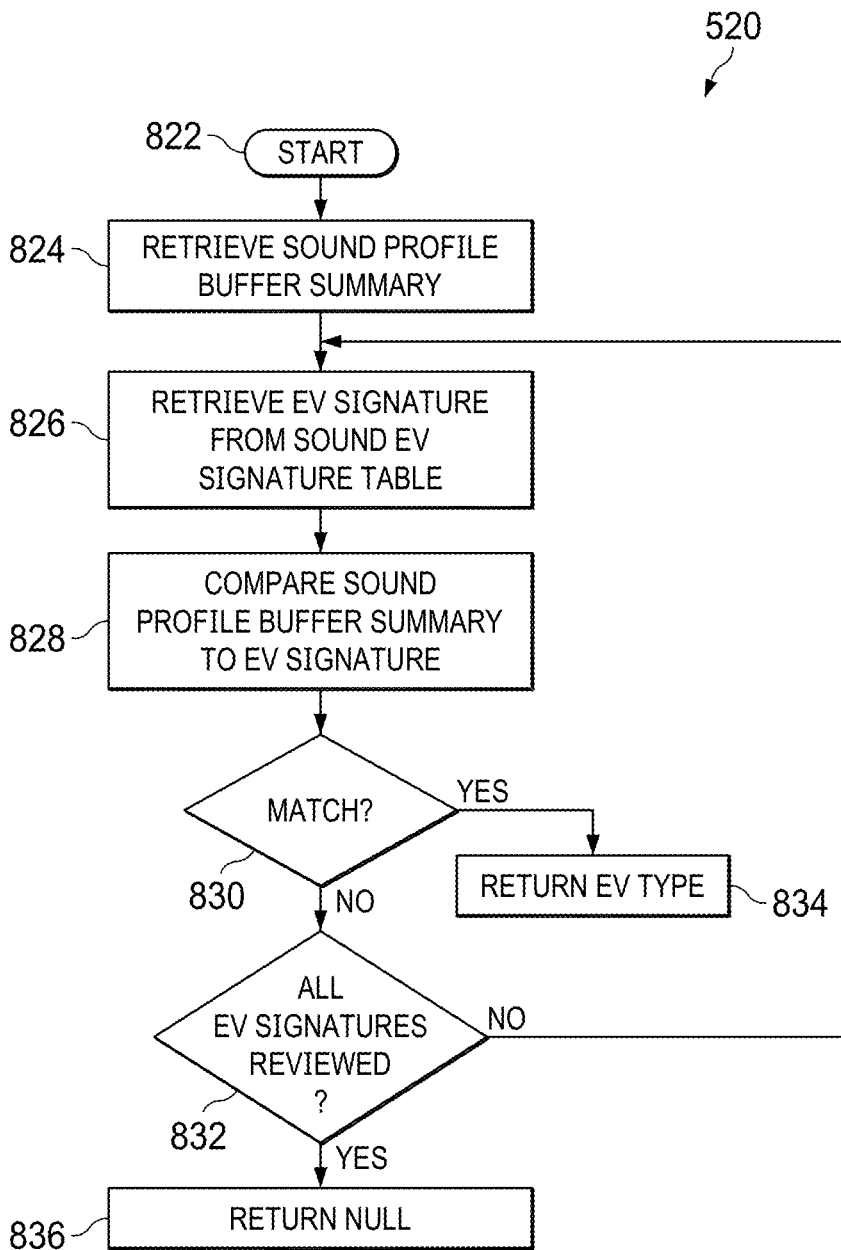 520
822
START
824
RETRIEVE SOUND PROFILE
BUFFER SUMMARY
826
RETRIEVE EV SIGNATURE
FROM SOUND EV
SIGNATURE TABLE
828
COMPARE SOUND
PROFILE BUFFER SUMMARY
TO EV SIGNATURE
MATCH?
YES
830
NO
RETURN EV TYPE
834
ALL
EV SIGNATURES
REVIEWED
?
NO
832
YES
836
RETURN NULL